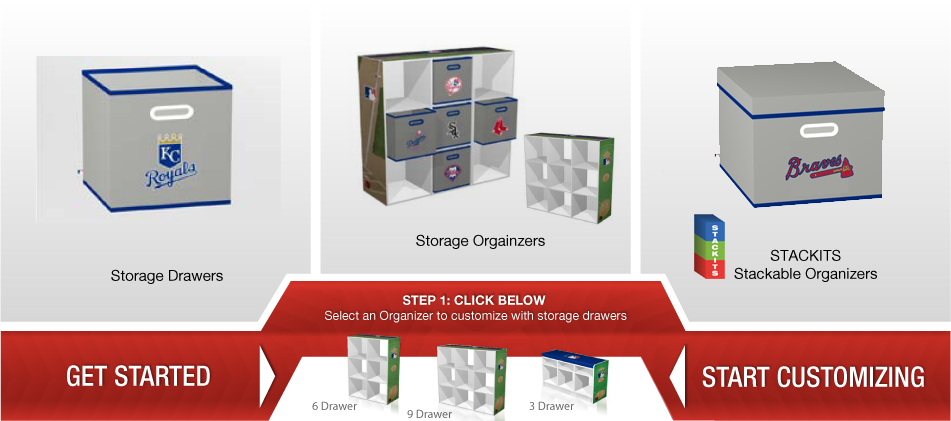 KC
Royals
Storage Drawers
Storage Orgainzers
Braves
STACKITS
STACKITS
Stackable Organizers
STEP 1: CLICK BELOW
Select an Organizer to customize with storage drawers
GET STARTED
START CUSTOMIZING
6 Drawer
9 Drawer
3 Drawer